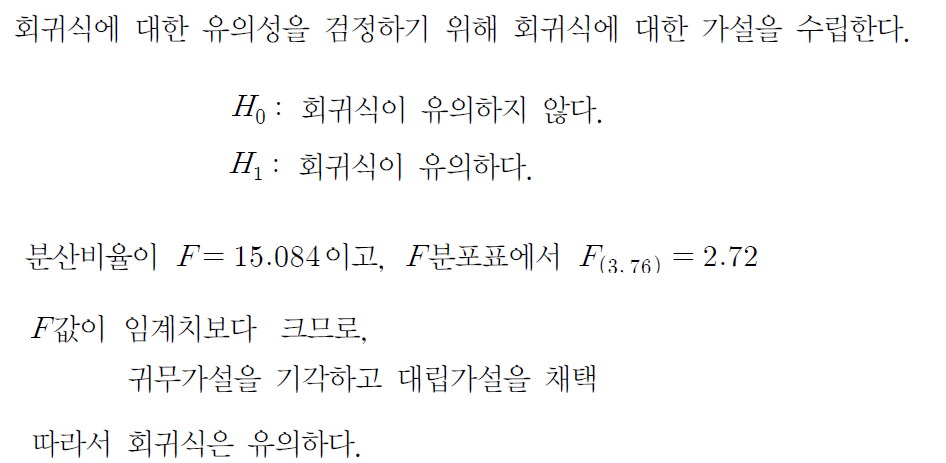 회귀식에 대한 유의성을 검정하기 위해 회귀식에 대한 가설을 수립한다.
H₀ : 회귀식이 유의하지 않다.
H₁ : 회귀식이 유의하다.
분산비율이 F = 15.084이고, F분포표에서 F₍₃, ₇₆₎ = 2.72
F값이 임계치보다 크므로,
귀무가설을 기각하고 대립가설을 채택
따라서 회귀식은 유의하다.